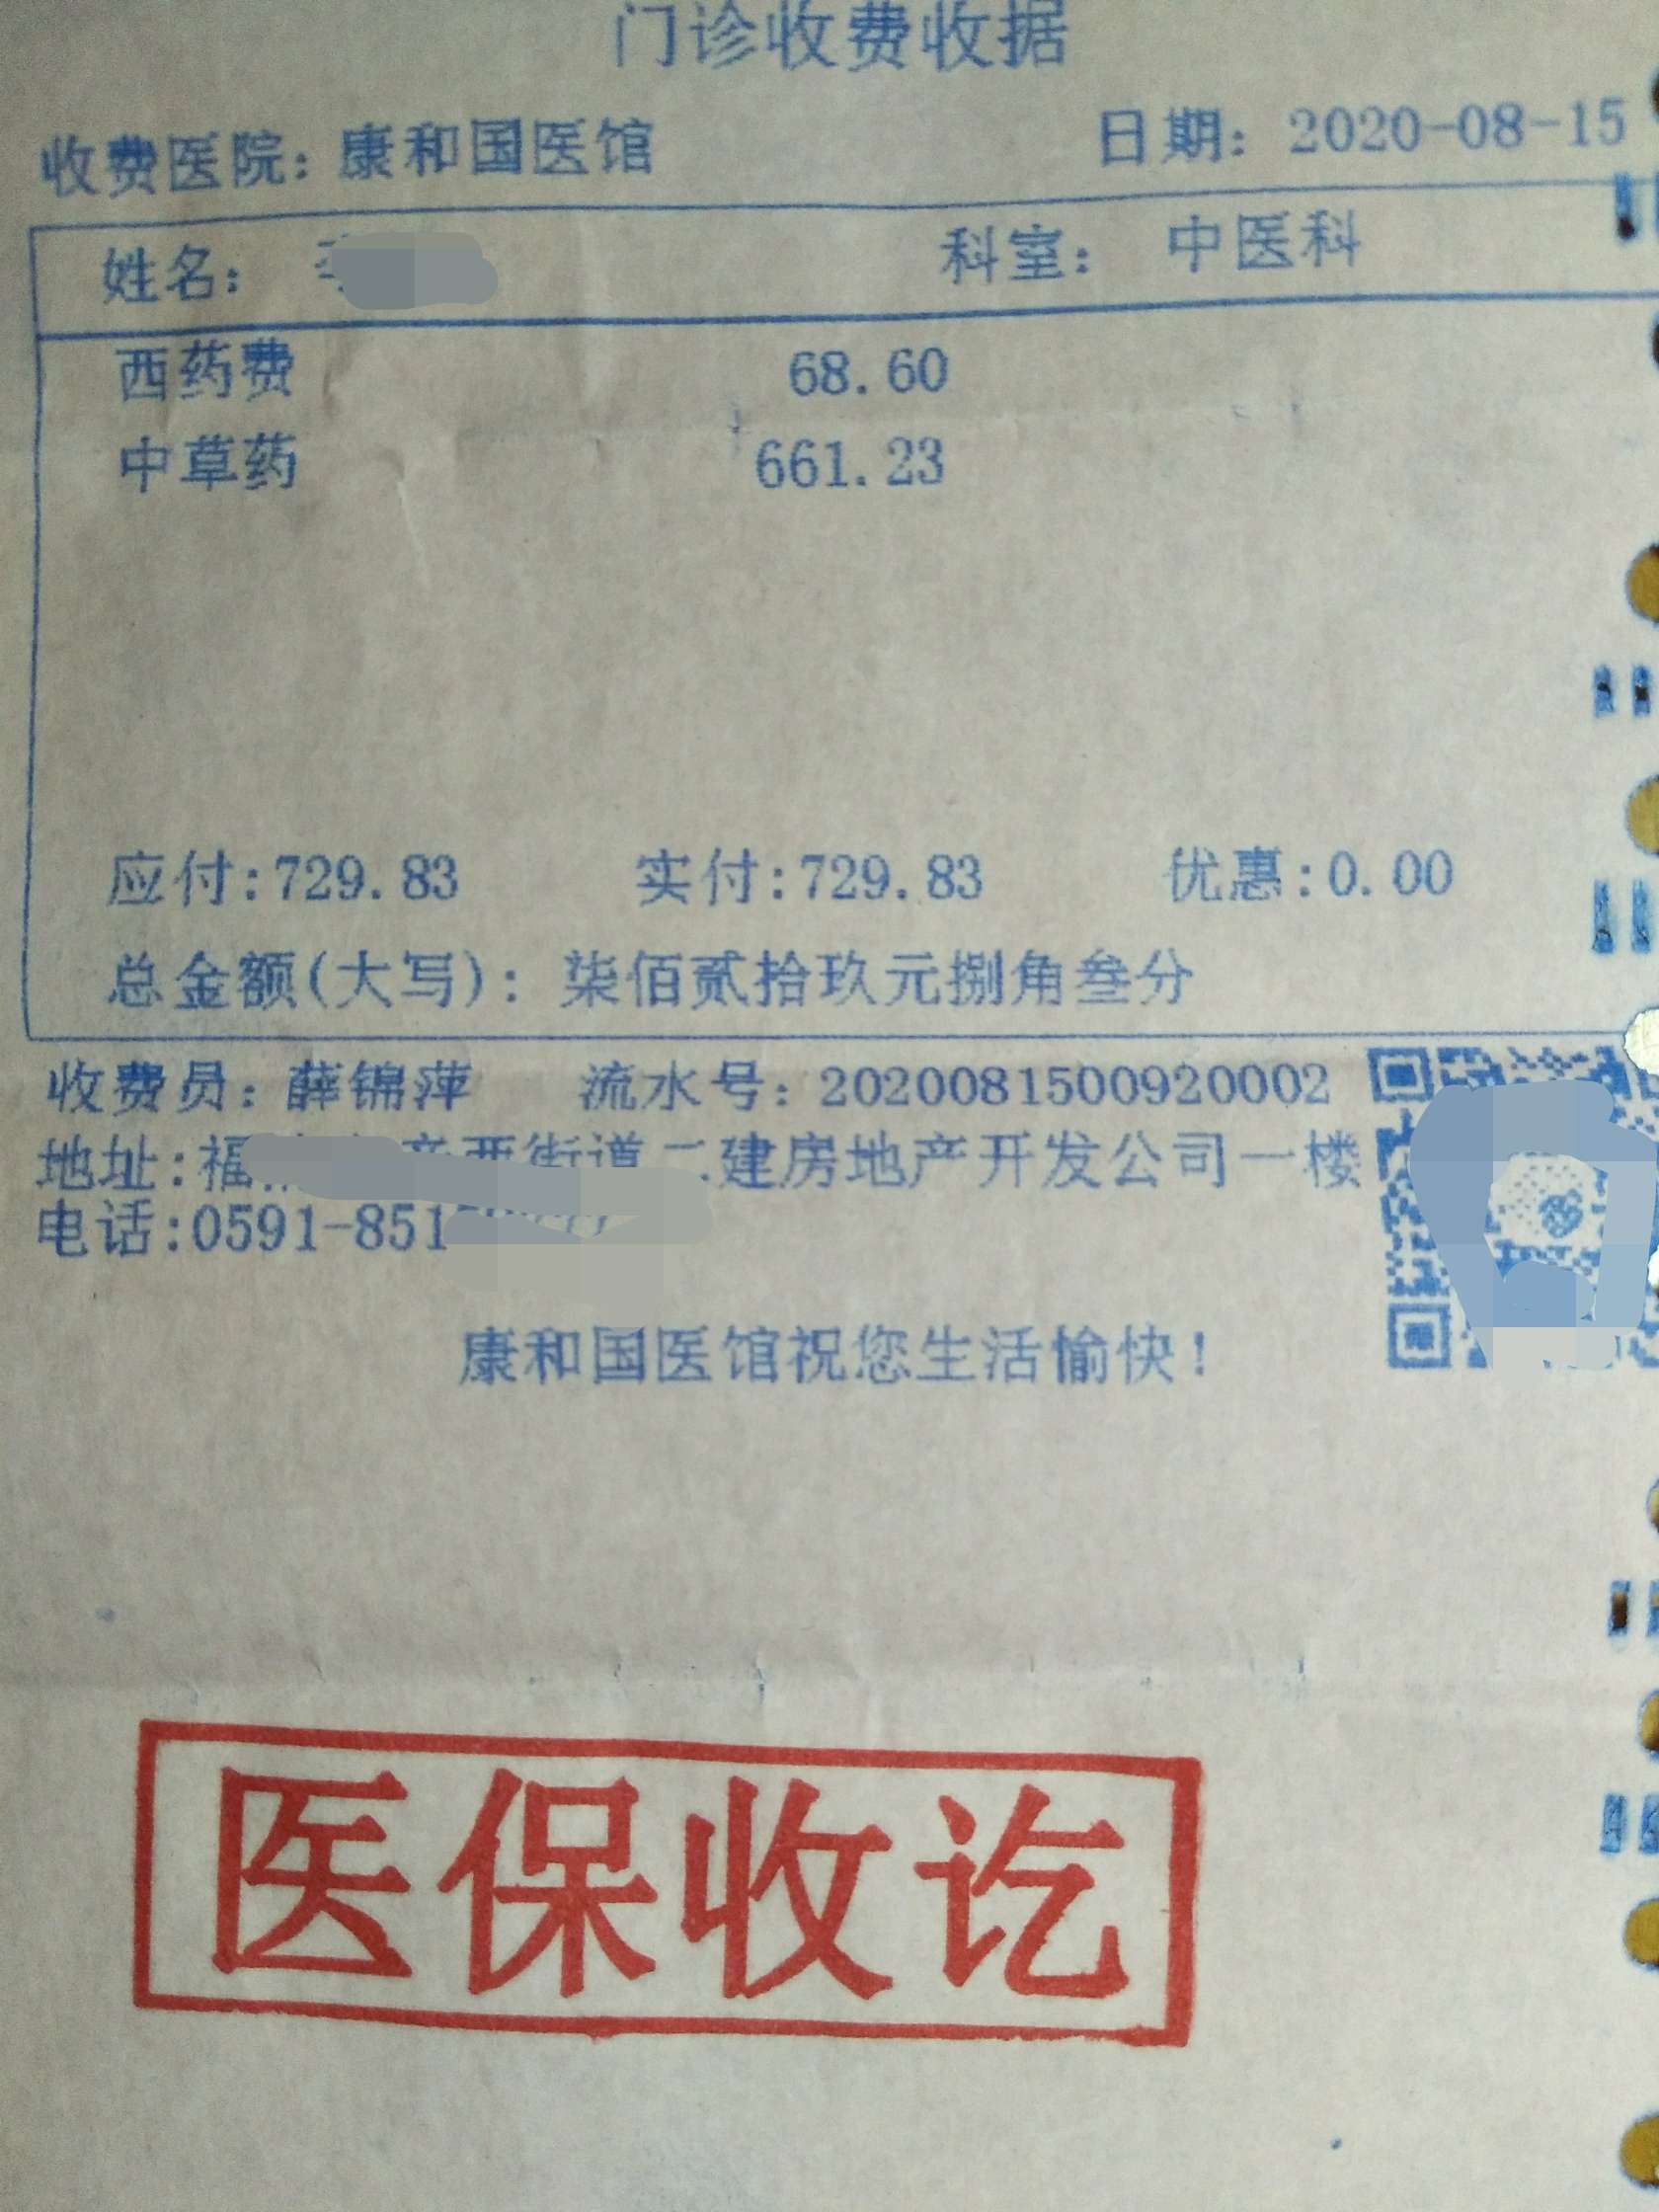 门诊收费收据
收费医院：康和国医馆 日期：2020-08-15
姓名： 科室： 中医科
西药费 68.60
中草药 661.23
应付:729.83 实付:729.83 优惠:0.00
总金额(大写)：柒佰贰拾玖元捌角叁分
收费员：薛锦萍 流水号：2020081500920002
地址:福 西街道二建房地产开发公司一楼
电话:0591-851
康和国医馆祝您生活愉快！
医保收讫